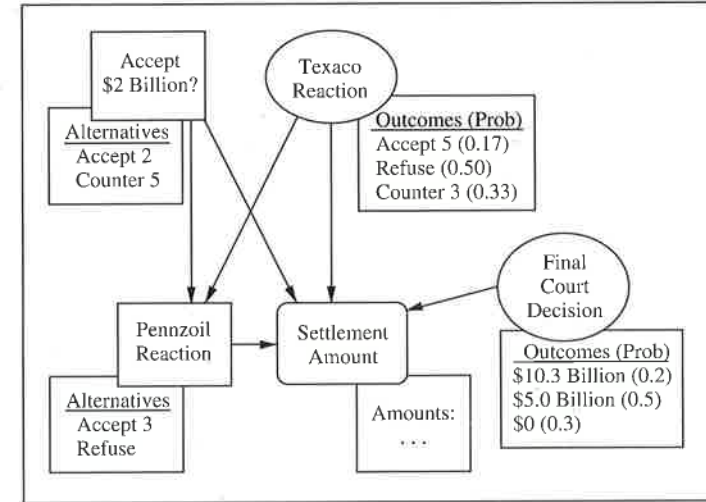 Accept
$2 Billion?
Alternatives
Accept 2
Counter 5
Texaco
Reaction
Outcomes (Prob)
Accept 5 (0.17)
Refuse (0.50)
Counter 3 (0.33)
Final
Court
Decision
Outcomes (Prob)
$10.3 Billion (0.2)
$5.0 Billion (0.5)
$0 (0.3)
Pennzoil
Reaction
Alternatives
Accept 3
Refuse
Settlement
Amount
Amounts:
. . .